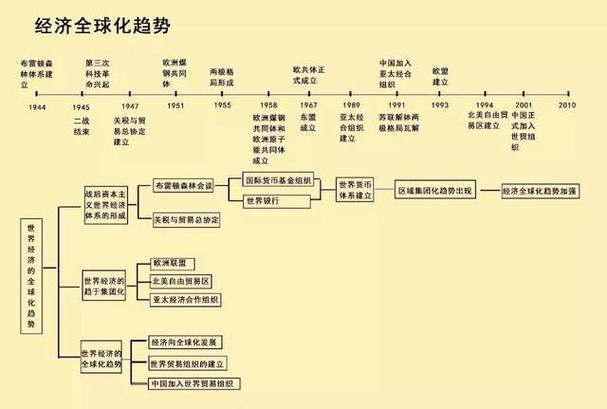 经济全球化趋势
布雷顿森
林体系建
立
第三次
科技革
命兴起
欧洲煤
钢共同
体
两极格
局形成
欧共体正
式成立
中国加入
亚太经合
组织
欧盟
建立
1944
1945
1947
1951
1955
1958
1967
1989
1991
1993
1994
2001
2010
二战
结束
关税与贸
易总协定
建立
欧洲煤钢
共同体和
欧洲原子
能共同体
成立
东盟
成立
亚太经
合组织
建立
苏联解体两
极格局瓦解
北美自由贸
易区建立
中国正
式加入
世贸组
织
世界经济的全球化趋势
战后资本主
义世界经济
体系的形成
布雷顿森林会议
国际货币基金组织
世界银行
世界货币
体系建立
区域集团化趋势出现
经济全球化趋势加强
关税与贸易总协定
世界经济的
趋于集团化
欧洲联盟
北美自由贸易区
亚太经济合作组织
世界经济的
全球化趋势
经济向全球化发展
世界贸易组织的建立
中国加入世界贸易组织